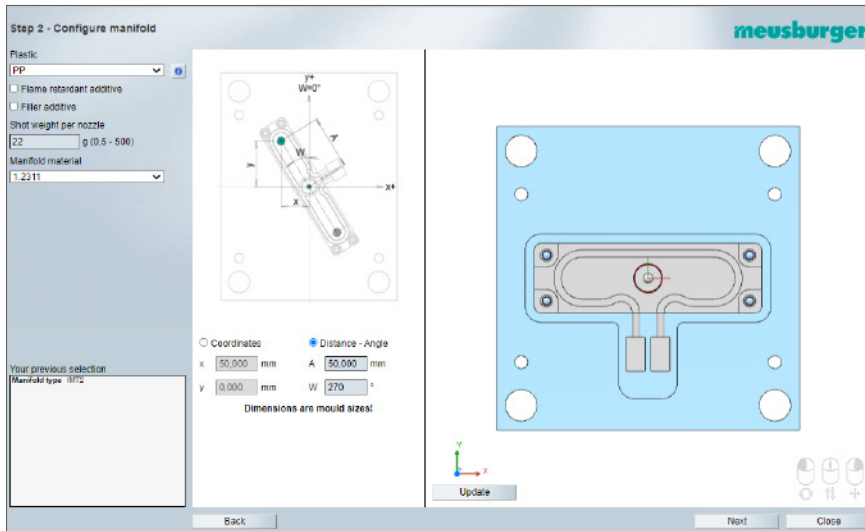 Step 2 - Configure manifold
meusburger
Plastic
PP
Flame retardant additive
Filler additive
Shot weight per nozzle
22 g (0,5 - 500)
Manifold material
1.2311
y+
W=0°
A
W
y
x+
x
Coordinates Distance - Angle
x 50,000 mm A 50,000 mm
y 0,000 mm W 270 °
Dimensions are mould sizes!
Your previous selection
Manifold type IMT2
Y
X
Update
Back Next Close